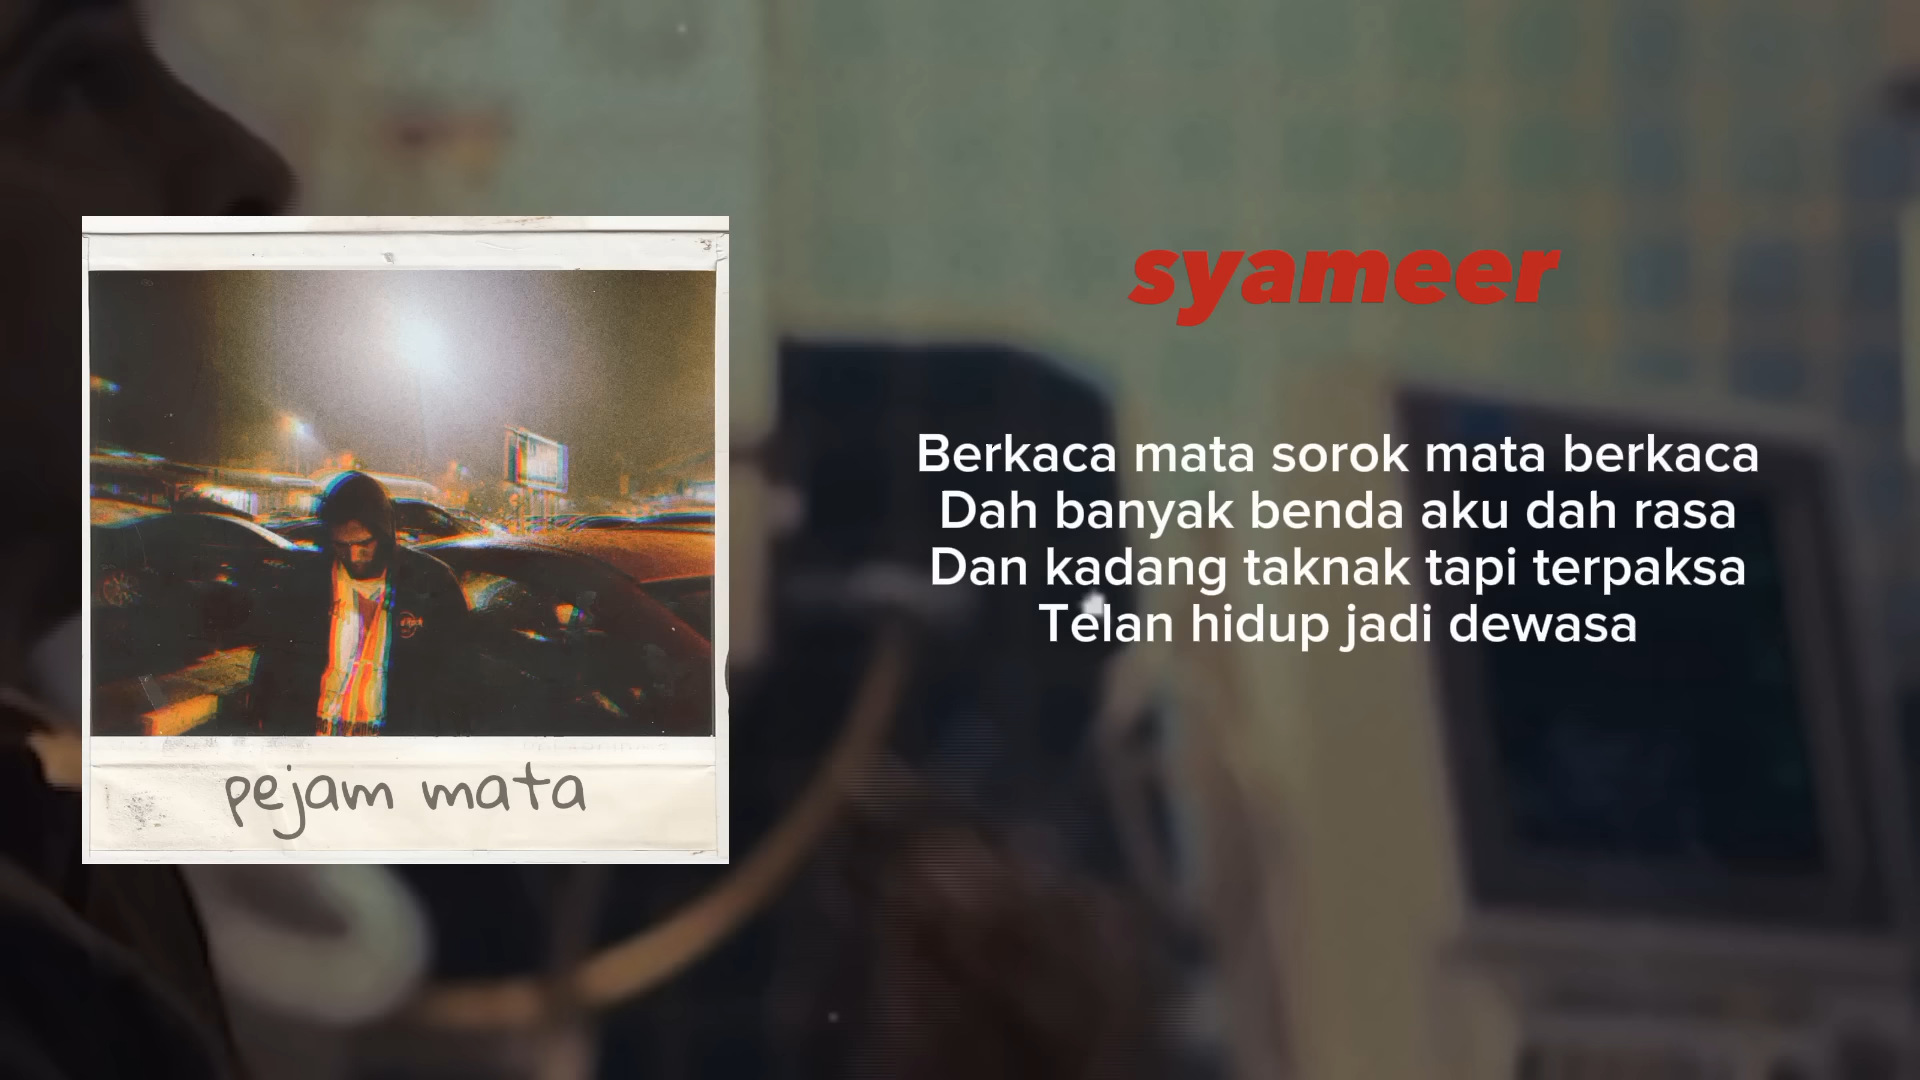 pejam mata
syameer
Berkaca mata sorok mata berkaca
Dah banyak benda aku dah rasa
Dan kadang taknak tapi terpaksa
Telan hidup jadi dewasa